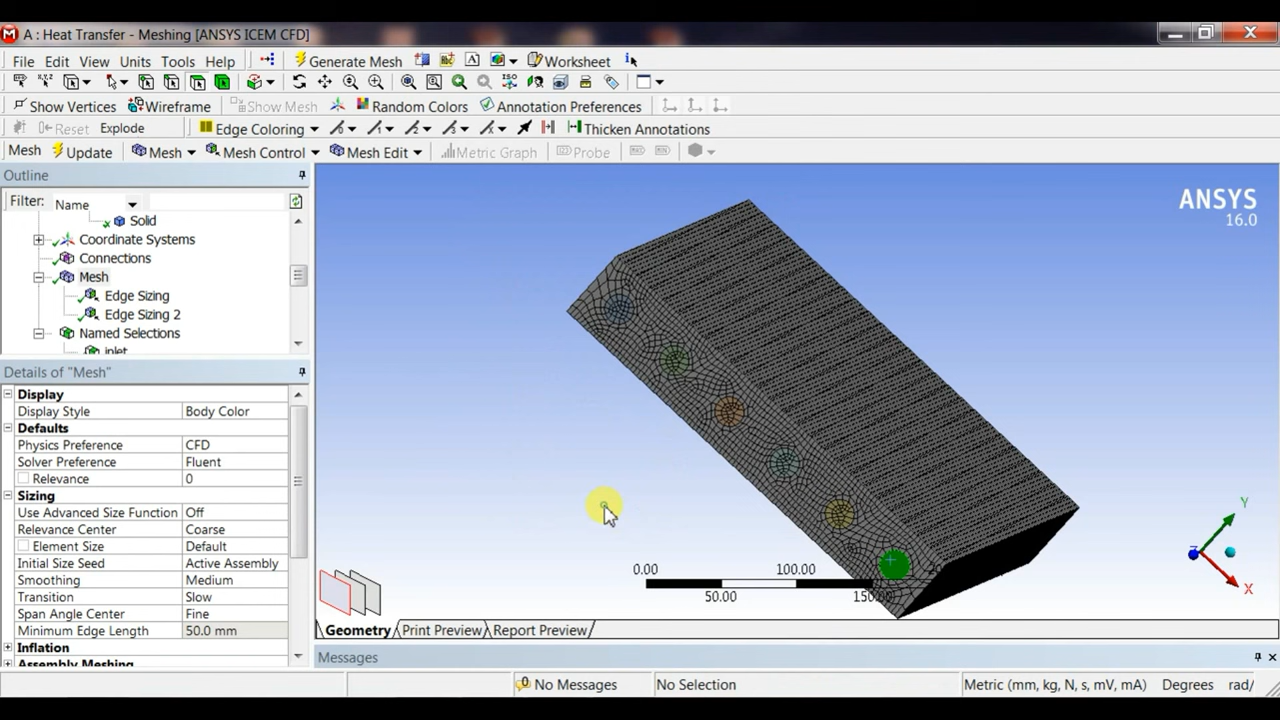 A : Heat Transfer - Meshing [ANSYS ICEM CFD]
File Edit View Units Tools Help Generate Mesh A Worksheet i
ISO
Show Vertices Wireframe Show Mesh Random Colors Annotation Preferences
Reset Explode Edge Coloring Thicken Annotations
Mesh Update Mesh Mesh Control Mesh Edit Metric Graph Probe
Outline
Filter: Name
Solid
Coordinate Systems
Connections
Mesh
Edge Sizing
Edge Sizing 2
Named Selections
inlet
Details of "Mesh"
Display
Display Style Body Color
Defaults
Physics Preference CFD
Solver Preference Fluent
Relevance 0
Sizing
Use Advanced Size Function Off
Relevance Center Coarse
Element Size Default
Initial Size Seed Active Assembly
Smoothing Medium
Transition Slow
Span Angle Center Fine
Minimum Edge Length 50.0 mm
Inflation
Assembly Meshing
ANSYS
16.0
0.00 100.00
50.00 150.
Y
X
Geometry Print Preview Report Preview
Messages
No Messages No Selection Metric (mm, kg, N, s, mV, mA) Degrees rad/